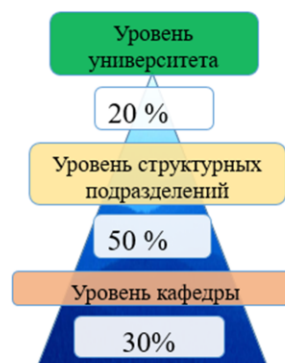 Уровень
университета
20 %
Уровень структурных
подразделений
50 %
Уровень кафедры
30%